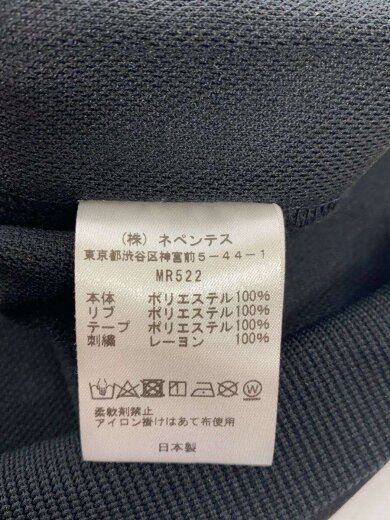 (株) ネペンテス
東京都渋谷区神宮前5-44-1
MR522
本体 ポリエステル100%
リブ ポリエステル100%
テープ ポリエステル100%
刺繍 レーヨン 100%
柔軟剤禁止
アイロン掛けはあて布使用
日本製